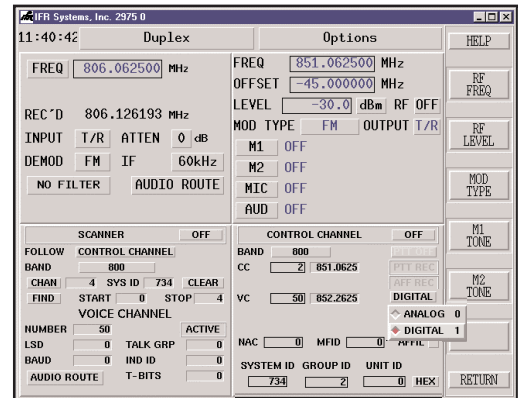 IFR Systems, Inc. 2975 0
11:40:42 Duplex Options
FREQ 806.062500 MHz
REC'D 806.126193 MHz
INPUT T/R ATTEN 0 dB
DEMOD FM IF 60kHz
NO FILTER AUDIO ROUTE
FREQ 851.062500 MHz
OFFSET -45.000000 MHz
LEVEL -30.0 dBm RF OFF
MOD TYPE FM OUTPUT T/R
M1 OFF
M2 OFF
MIC OFF
AUD OFF
SCANNER OFF
FOLLOW CONTROL CHANNEL
BAND 800
CHAN 4 SYS ID 734 CLEAR
FIND START 0 STOP 4
VOICE CHANNEL
NUMBER 50 ACTIVE
LSD 0 TALK GRP 0
BAUD 0 IND ID 0
AUDIO ROUTE T-BITS 0
CONTROL CHANNEL OFF
BAND 800
CC 2 851.0625 PTT REC
AFF REC
VC 50 852.2625 DIGITAL
ANALOG 0
DIGITAL 1
NAC 0 MFID 0 AFFIL
SYSTEM ID GROUP ID UNIT ID
734 2 0 HEX
HELP
RF
FREQ
RF
LEVEL
MOD
TYPE
M1
TONE
M2
TONE
RETURN